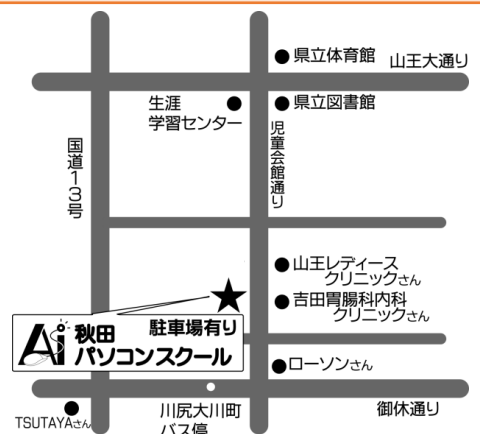 県立体育館
山王大通り
生涯
学習センター
県立図書館
児童会館通り
国道13号
山王レディース
クリニックさん
吉田胃腸科内科
クリニックさん
Ai 秋田 駐車場有り
パソコンスクール
ローソンさん
御休通り
TSUTAYAさん
川尻大川町
バス停